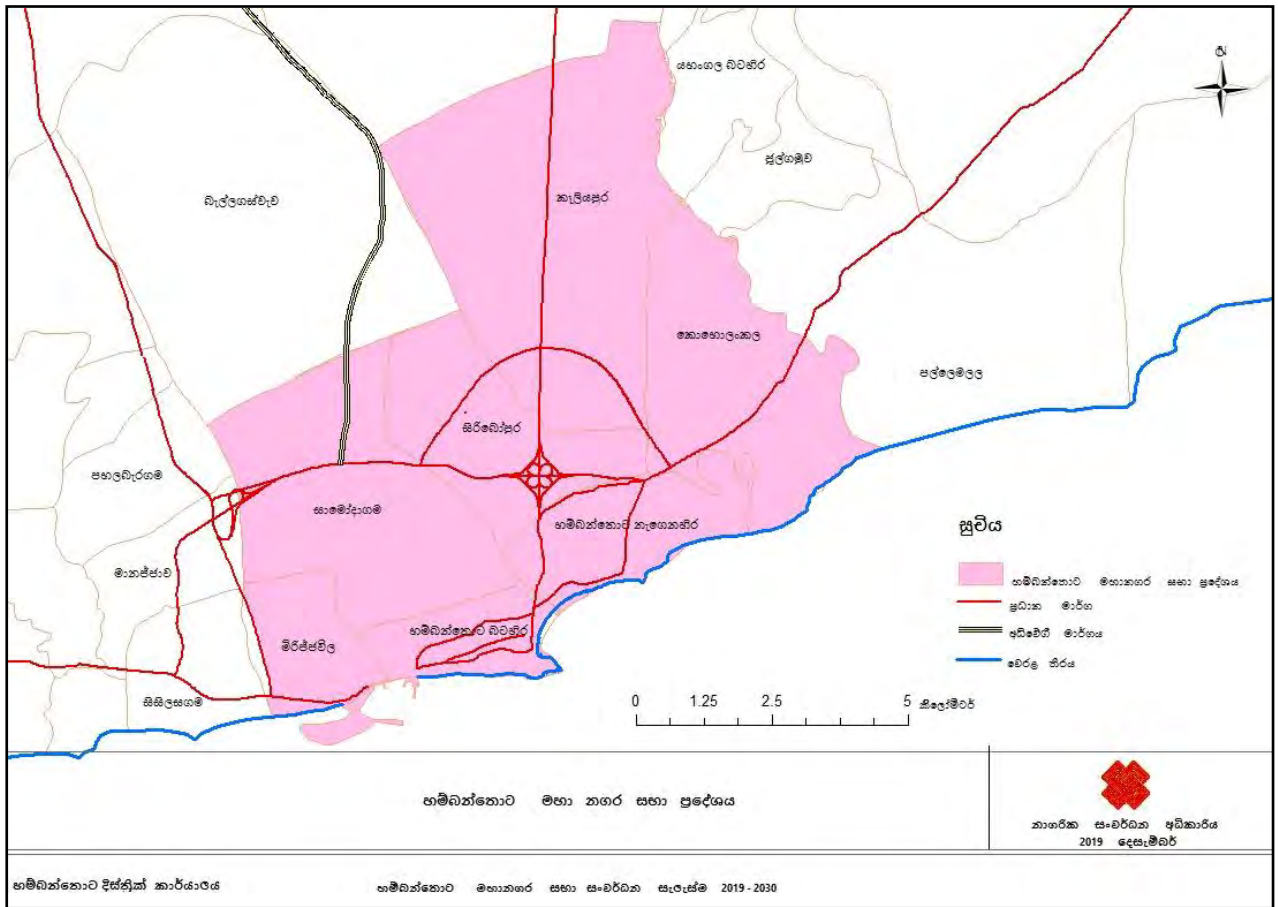 යහංගල බටහිර
ජුල්ගමුව
බැල්ලගස්වැව
කැලියපුර
කොහොලංකල
පල්ලෙමලල
සිරිබෝපුර
පහලබැරගම
සාමෝදාගම
හම්බන්තොට නැගෙනහිර
මානජ්ජාව
හම්බන්තොට බටහිර
මිරිජ්ජවිල
සිසිලසගම
සුචිය
හම්බන්තොට මහානගර සභා ප්‍රදේශය
ප්‍රධාන මාර්ග
අධිවේගී මාර්ගය
වෙරළ තීරය
0 1.25 2.5 5 කිලෝමීටර්
හම්බන්තොට මහා නගර සභා ප්‍රදේශය
නාගරික සංවර්ධන අධිකාරිය
2019 දෙසැම්බර්
හම්බන්තොට දිස්ත්‍රික් කාර්යාලය
හම්බන්තොට මහානගර සභා සංවර්ධන සැලැස්ම 2019 - 2030